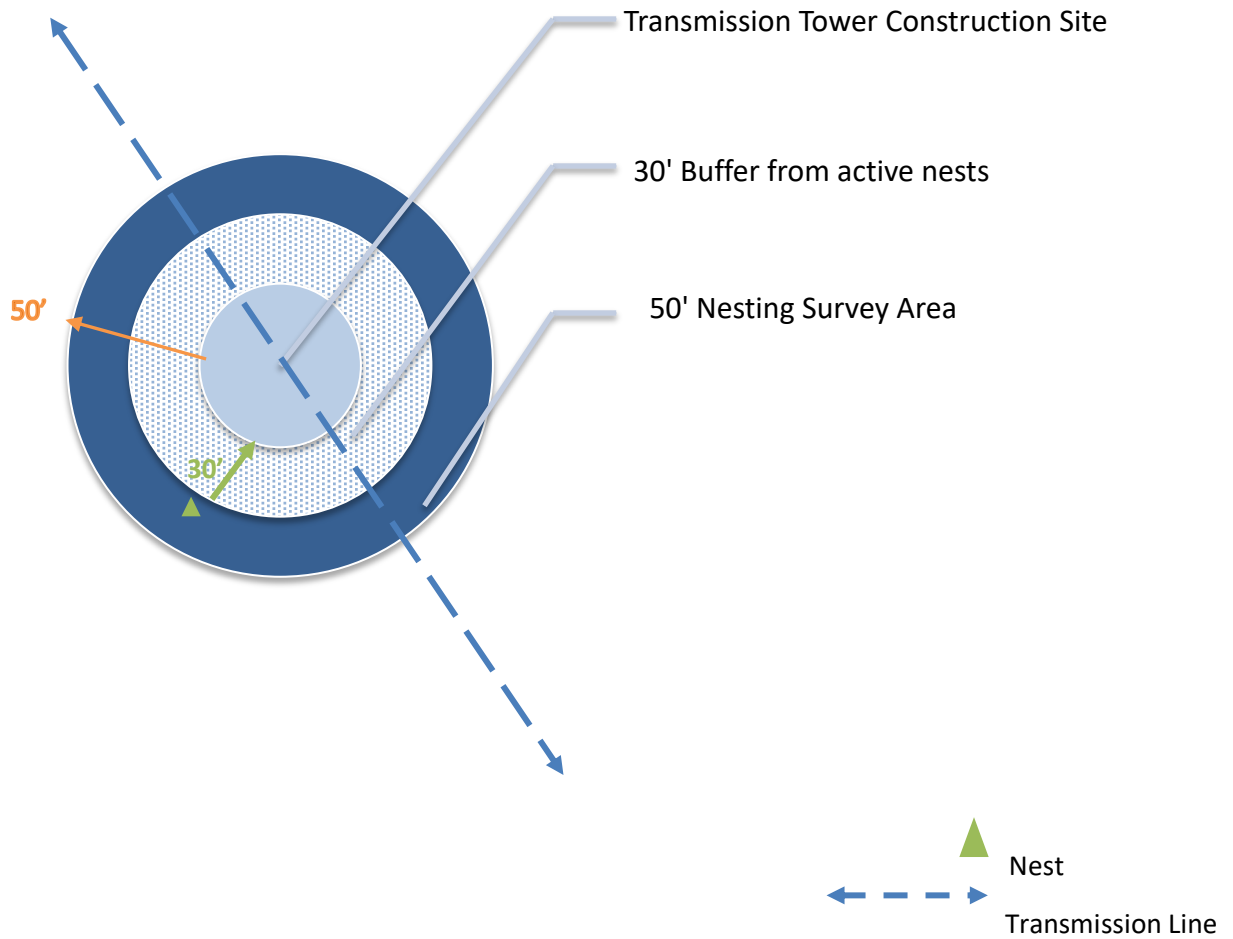 Transmission Tower Construction Site
30' Buffer from active nests
50' Nesting Survey Area
50’
30’
Nest
Transmission Line